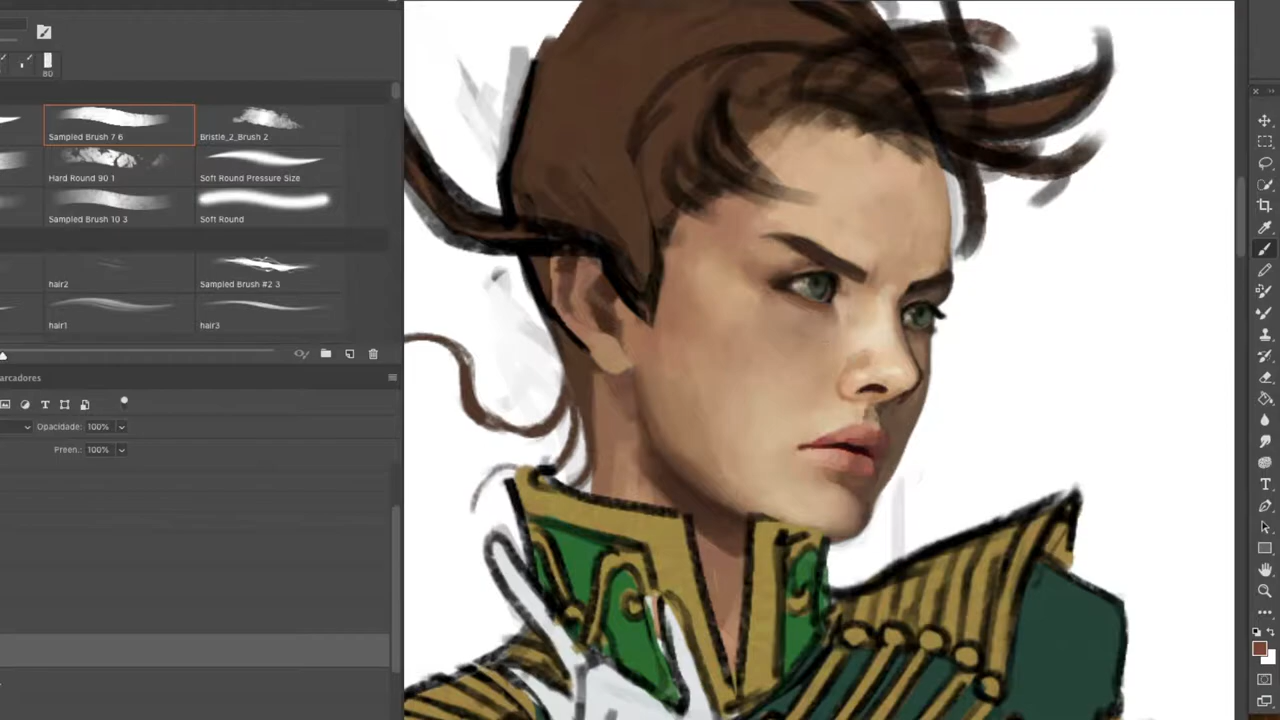 80
Sampled Brush 7 6
Bristle_2_Brush 2
Hard Round 90 1
Soft Round Pressure Size
Sampled Brush 10 3
Soft Round
hair2
Sampled Brush #2 3
hair1
hair3
arcadores
Opacidade: 100%
Preen.: 100%